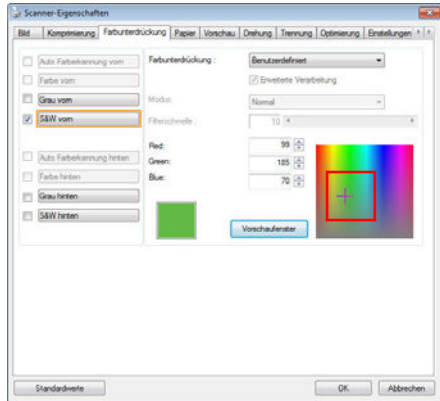 Scanner-Eigenschaften
Bild Komprimierung Farbunterdrückung Papier Vorschau Drehung Trennung Optimierung Einstellungen
Auto Farberkennung vorn
Farbe vorn
Grau vorn
S&W vorn
Auto Farberkennung hinten
Farbe hinten
Grau hinten
S&W hinten
Farbunterdrückung :
Benutzerdefiniert
Erweiterte Verarbeitung
Modus:
Normal
Filterschwelle :
10
Red:
99
Green:
185
Blue:
70
Vorschaufenster
Standardwerte
OK
Abbrechen